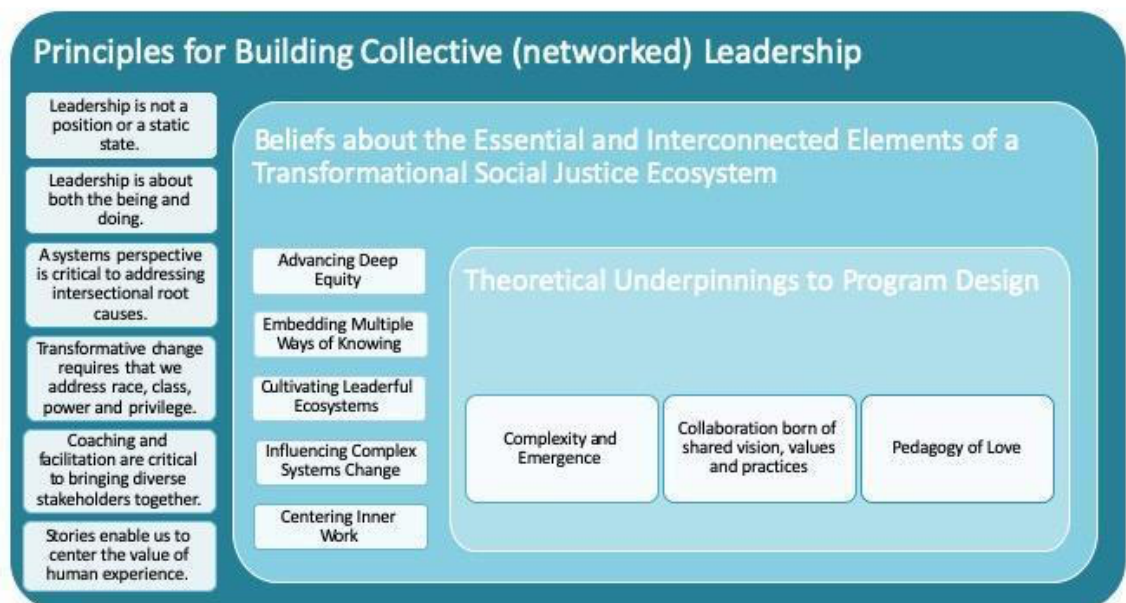 Principles for Building Collective (networked) Leadership
Leadership is not a
position or a static
state.
Leadership is about
both the being and
doing.
A systems perspective
is critical to addressing
intersectional root
causes.
Transformative change
requires that we
address race, class,
power and privilege.
Coaching and
facilitation are critical
to bringing diverse
stakeholders together.
Stories enable us to
center the value of
human experience.
Beliefs about the Essential and Interconnected Elements of a
Transformational Social Justice Ecosystem
Advancing Deep
Equity
Embedding Multiple
Ways of Knowing
Cultivating Leaderful
Ecosystems
Influencing Complex
Systems Change
Centering Inner
Work
Theoretical Underpinnings to Program Design
Complexity and
Emergence
Collaboration born of
shared vision, values
and practices
Pedagogy of Love